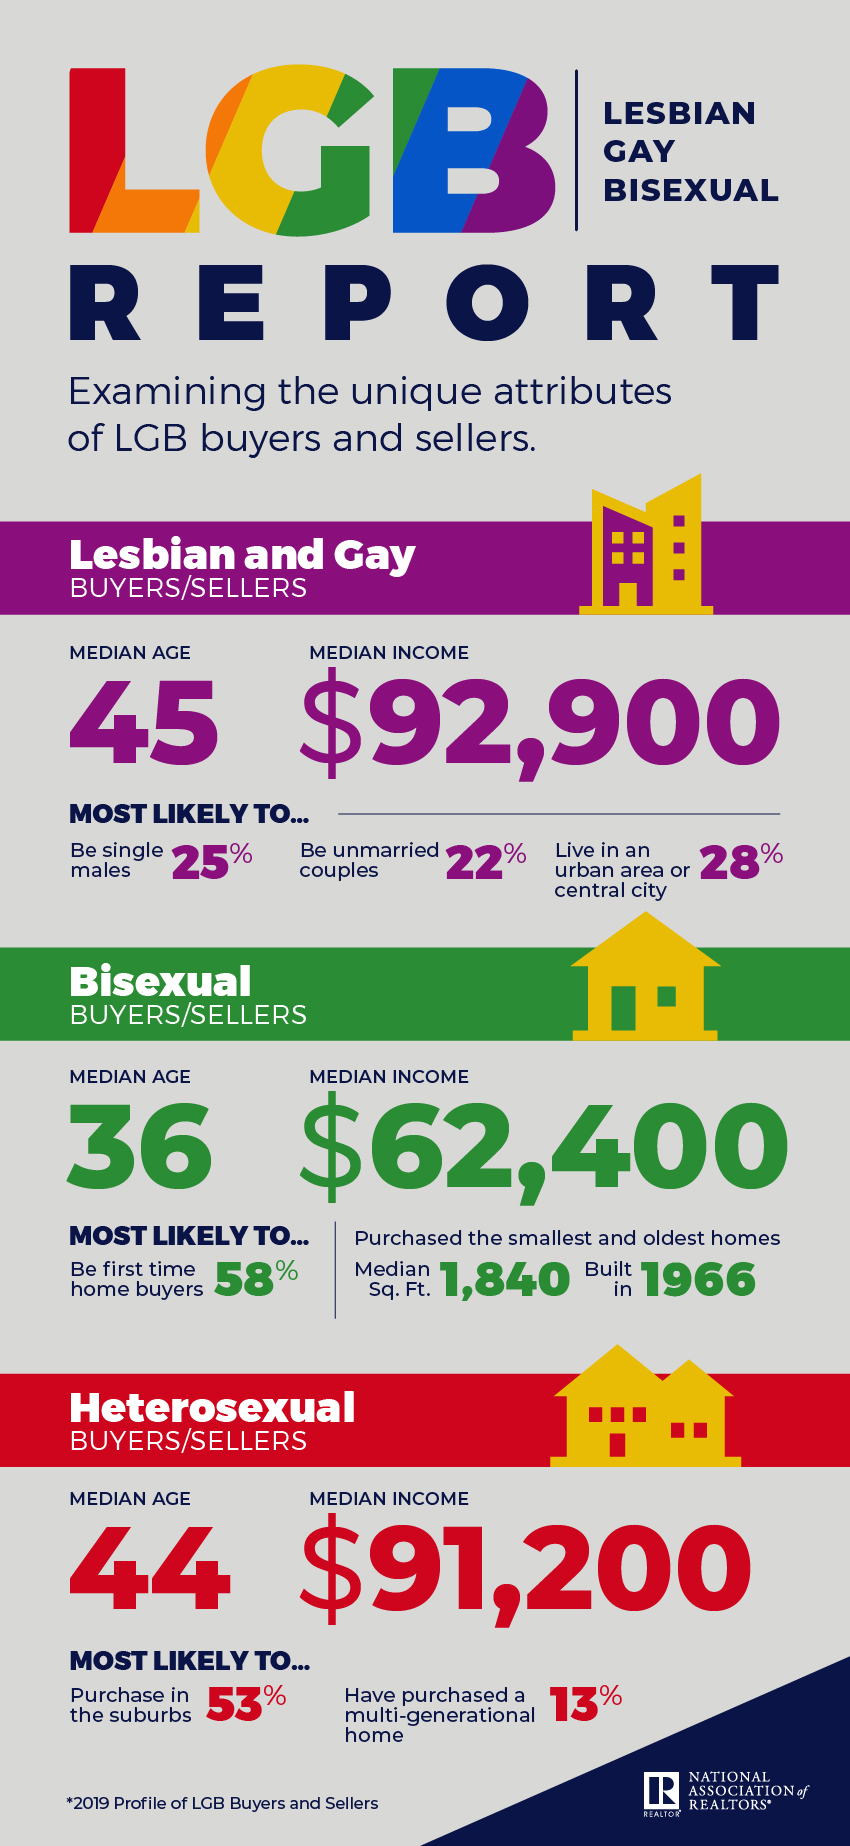 LGB
LESBIAN
GAY
BISEXUAL
REPORT
Examining the unique attributes
of LGB buyers and sellers.
Lesbian and Gay
BUYERS/SELLERS
MEDIAN AGE
45
MEDIAN INCOME
$92,900
MOST LIKELY TO...
Be single
males
25%
Be unmarried
couples
22%
Live in an
urban area or
central city
28%
Bisexual
BUYERS/SELLERS
MEDIAN AGE
36
MEDIAN INCOME
$62,400
MOST LIKELY TO...
Be first time
home buyers
58%
Purchased the smallest and oldest homes
Median
Sq. Ft.
1,840
Built
in
1966
Heterosexual
BUYERS/SELLERS
MEDIAN AGE
44
MEDIAN INCOME
$91,200
MOST LIKELY TO...
Purchase in
the suburbs
53%
Have purchased a
multi-generational
home
13%
*2019 Profile of LGB Buyers and Sellers
R
REALTOR®
NATIONAL
ASSOCIATION of
REALTORS®